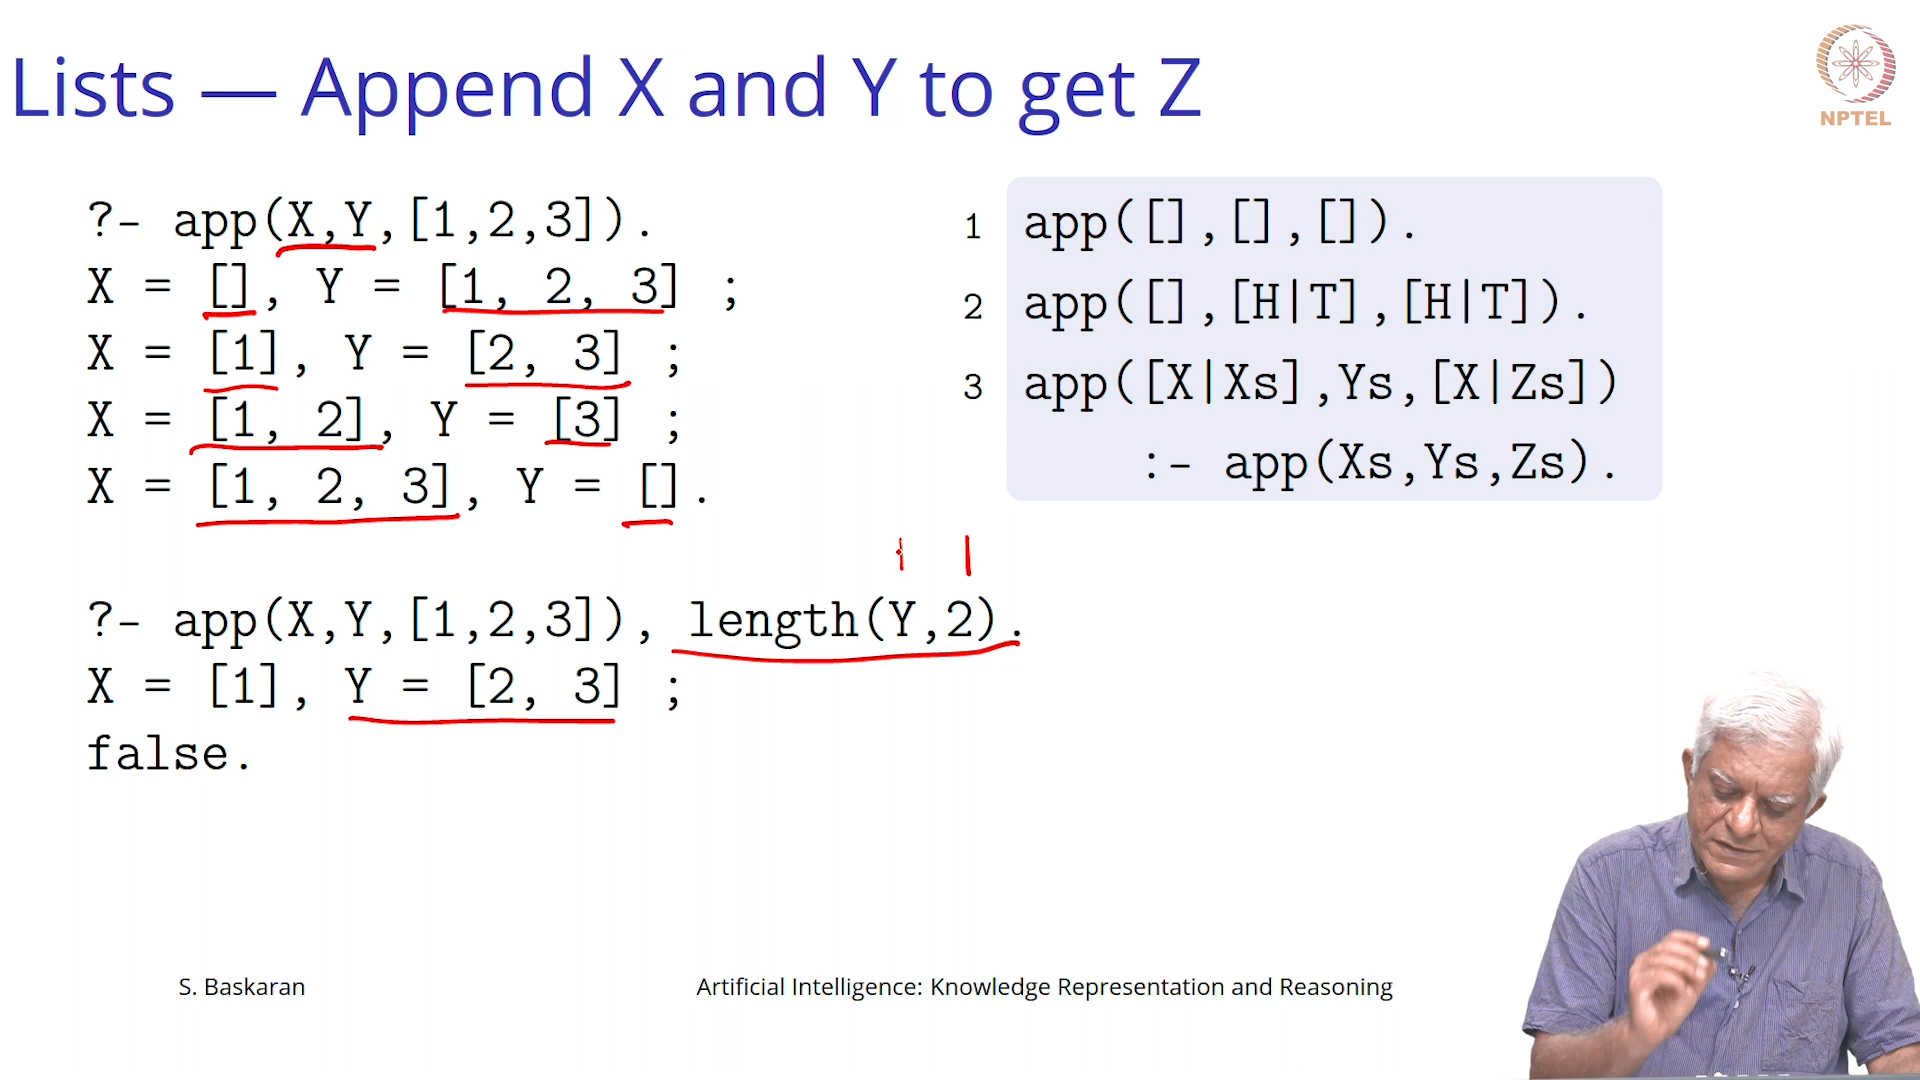 Lists — Append X and Y to get Z
NPTEL
?- app(X,Y,[1,2,3]).
X = [], Y = [1, 2, 3] ;
X = [1], Y = [2, 3] ;
X = [1, 2], Y = [3] ;
X = [1, 2, 3], Y = [].
?- app(X,Y,[1,2,3]), length(Y,2).
X = [1], Y = [2, 3] ;
false.
1 app([],[],[]).
2 app([],[H|T],[H|T]).
3 app([X|Xs],Ys,[X|Zs])
:- app(Xs,Ys,Zs).
S. Baskaran
Artificial Intelligence: Knowledge Representation and Reasoning